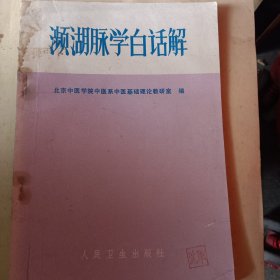 濒湖脉学白话解
北京中医学院中医系中医基础理论教研室 编
人民卫生出版社